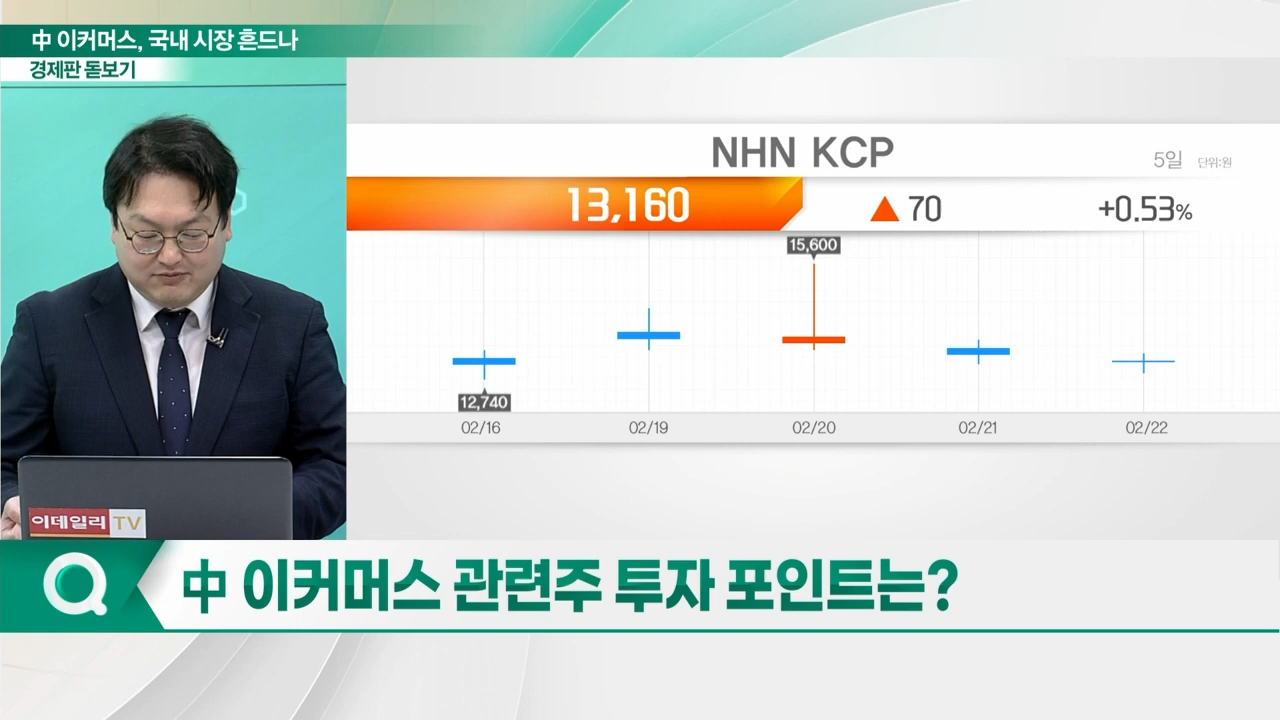 中 이커머스, 국내 시장 흔드나
경제판 돋보기
NHN KCP
5일 단위:원
13,160 ▲ 70 +0.53%
15,600
12,740
02/16 02/19 02/20 02/21 02/22
이데일리 TV
中 이커머스 관련주 투자 포인트는?